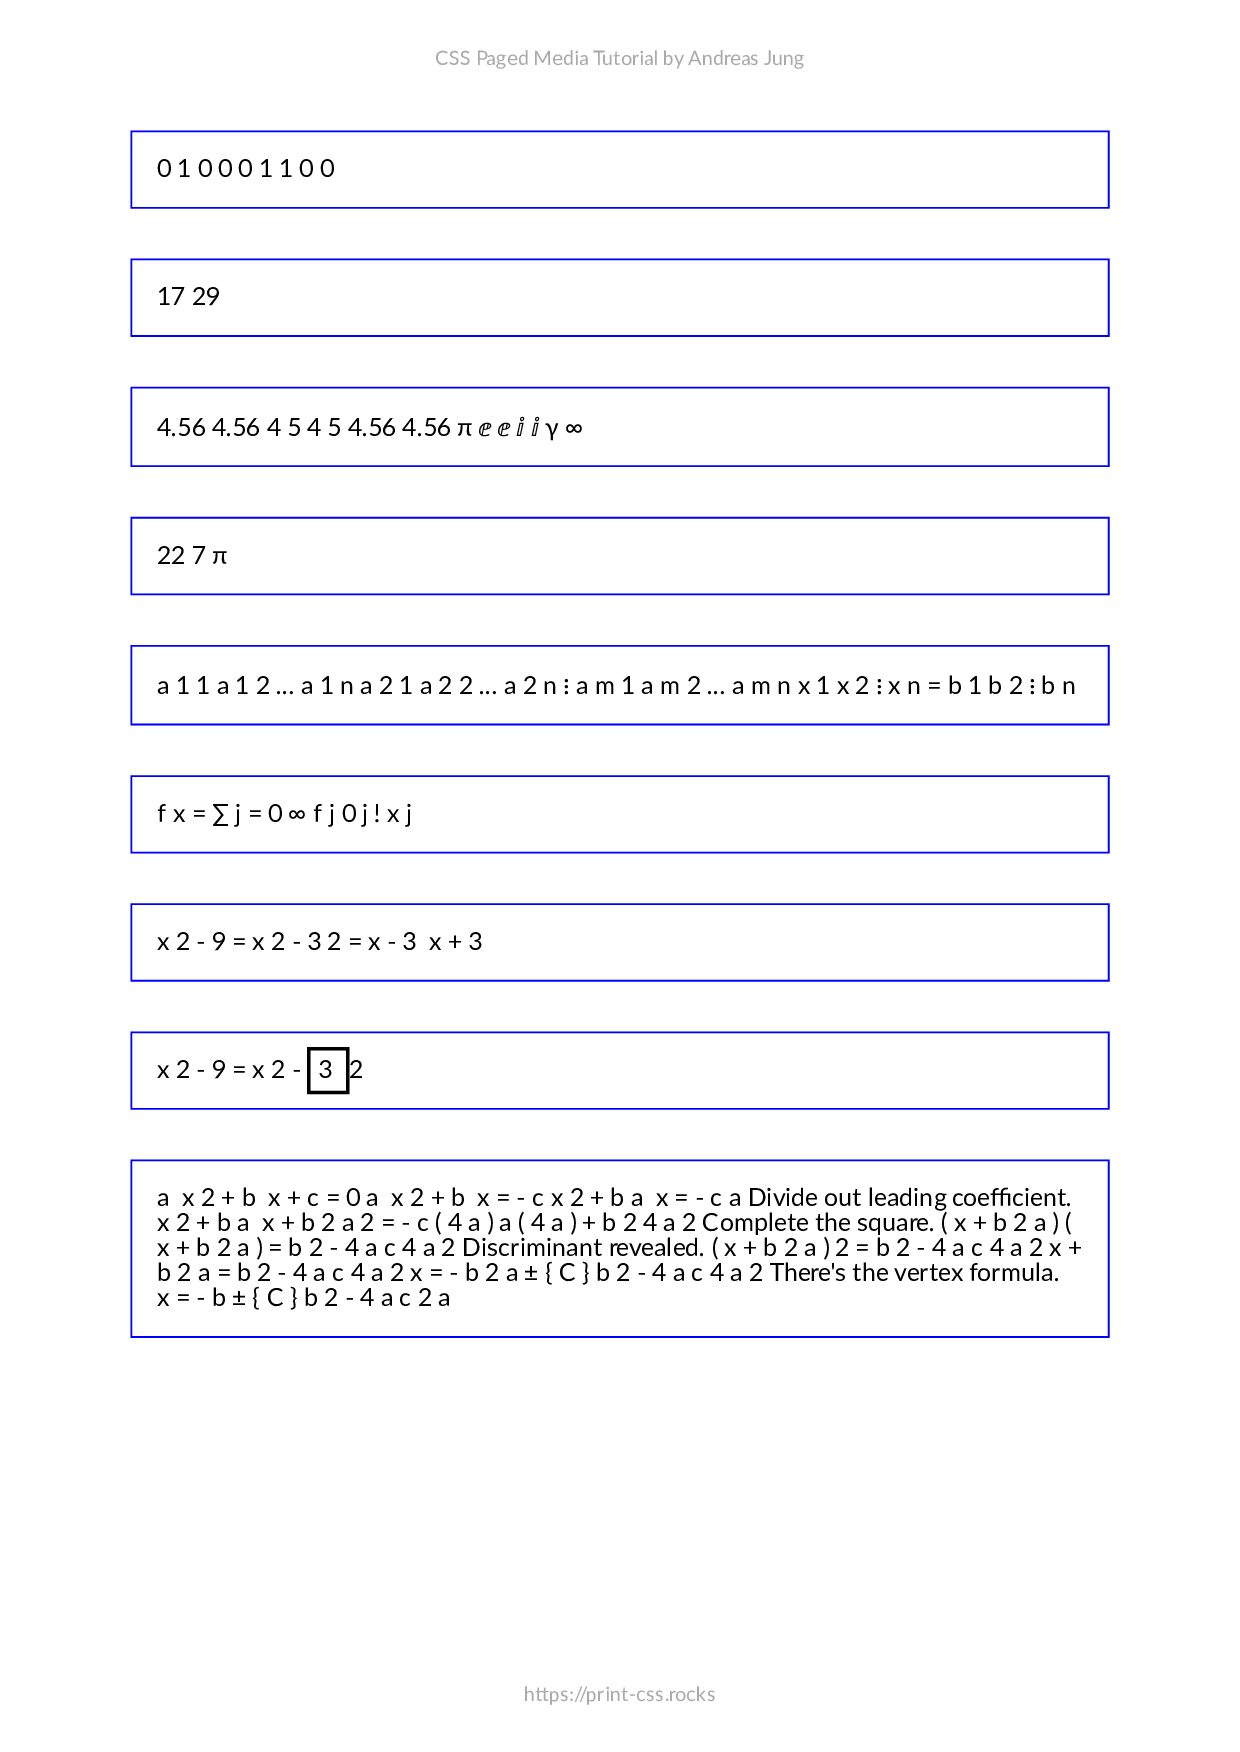 CSS Paged Media Tutorial by Andreas Jung
0 1 0 0 0 1 1 0 0
17 29
4.56 4.56 4 5 4 5 4.56 4.56 π ⅇ ⅇ ⅈ ⅈ γ ∞
22 7 π
a 1 1 a 1 2 … a 1 n a 2 1 a 2 2 … a 2 n ⋮ a m 1 a m 2 … a m n x 1 x 2 ⋮ x n = b 1 b 2 ⋮ b n
f x = ∑ j = 0 ∞ f j 0 j ! x j
x 2 - 9 = x 2 - 3 2 = x - 3 x + 3
x 2 - 9 = x 2 - 3 2
a x 2 + b x + c = 0 a x 2 + b x = - c x 2 + b a x = - c a Divide out leading coefficient.
x 2 + b a x + b 2 a 2 = - c ( 4 a ) a ( 4 a ) + b 2 4 a 2 Complete the square. ( x + b 2 a ) (
x + b 2 a ) = b 2 - 4 a c 4 a 2 Discriminant revealed. ( x + b 2 a ) 2 = b 2 - 4 a c 4 a 2 x +
b 2 a = b 2 - 4 a c 4 a 2 x = - b 2 a ± { C } b 2 - 4 a c 4 a 2 There's the vertex formula.
x = - b ± { C } b 2 - 4 a c 2 a
https://print-css.rocks